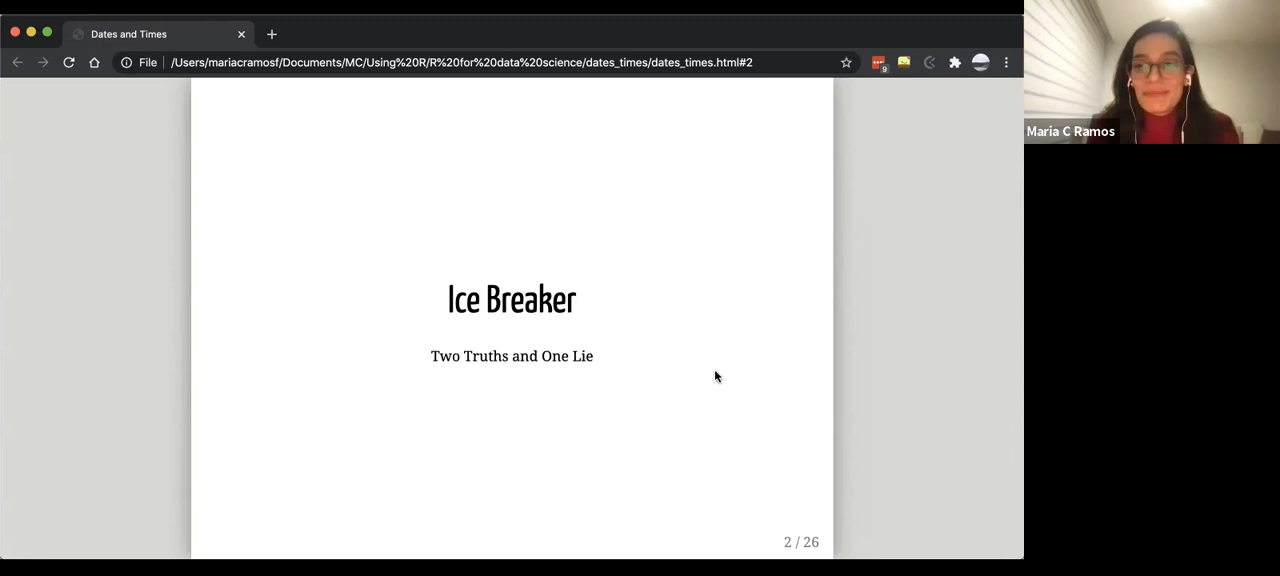 Dates and Times
File
/Users/mariacramosf/Documents/MC/Using%20R/R%20for%20data%20science/dates_times/dates_times.html#2
9
Maria C Ramos
Ice Breaker
Two Truths and One Lie
2 / 26